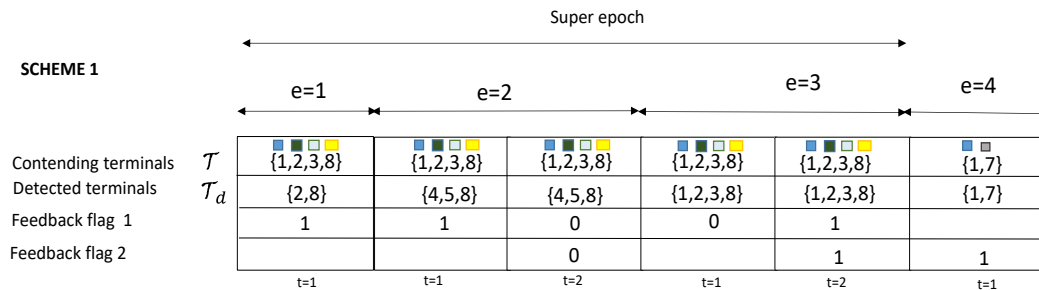 Super epoch
SCHEME 1
e=1 e=2 e=3 e=4
Contending terminals 𝒯 {1,2,3,8} {1,2,3,8} {1,2,3,8} {1,2,3,8} {1,2,3,8} {1,7}
Detected terminals 𝒯d {2,8} {4,5,8} {4,5,8} {1,2,3,8} {1,2,3,8} {1,7}
Feedback flag 1 1 1 0 0 1
Feedback flag 2 0 1 1
t=1 t=1 t=2 t=1 t=2 t=1